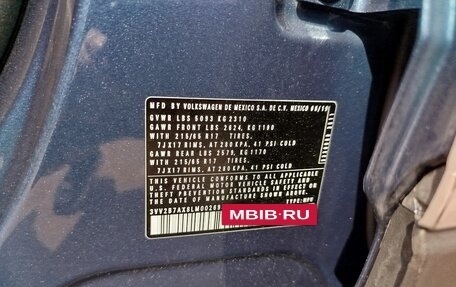 MFD BY VOLKSWAGEN DE MEXICO S.A. DE C.V. MEXICO
GVWR LBS 5093 KG 2310
GAWR FRONT LBS 2624, KG 1190
WITH 215/65 R17 TIRES,
7JX17 RIMS, AT 280 KPA, 41 PSI COLD
GAWR REAR LBS 2579, KG 1170
WITH 215/65 R17 TIRES,
7JX17 RIMS, AT 280 KPA, 41 PSI COLD
THIS VEHICLE CONFORMS TO ALL APPLICABLE
U.S. FEDERAL MOTOR VEHICLE SAFETY AND
THEFT PREVENTION STANDARDS IN EFFECT ON
THE DATE OF MANUFACTURE SHOWN ABOVE.
TYPE: MPV
MBIB·RU